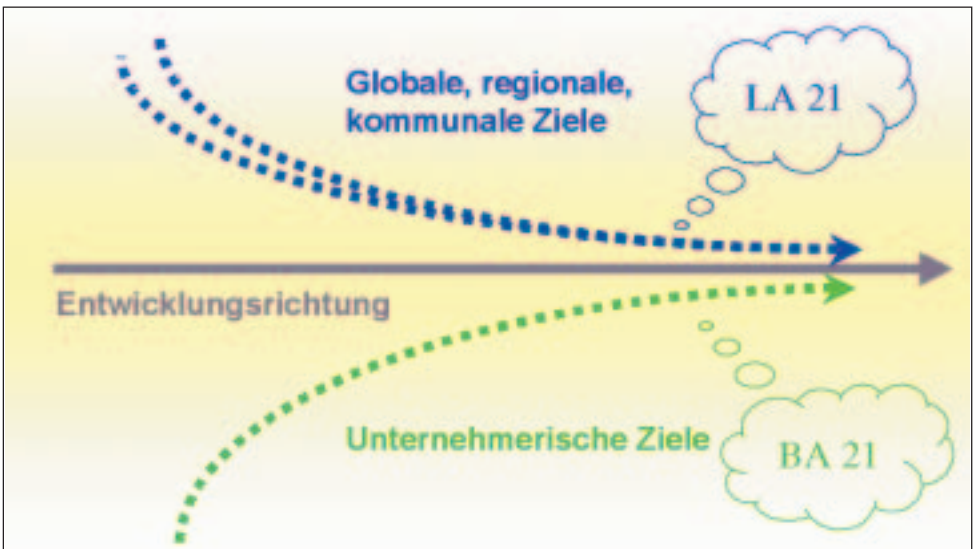 Globale, regionale,
kommunale Ziele
LA 21
Entwicklungsrichtung
Unternehmerische Ziele
BA 21